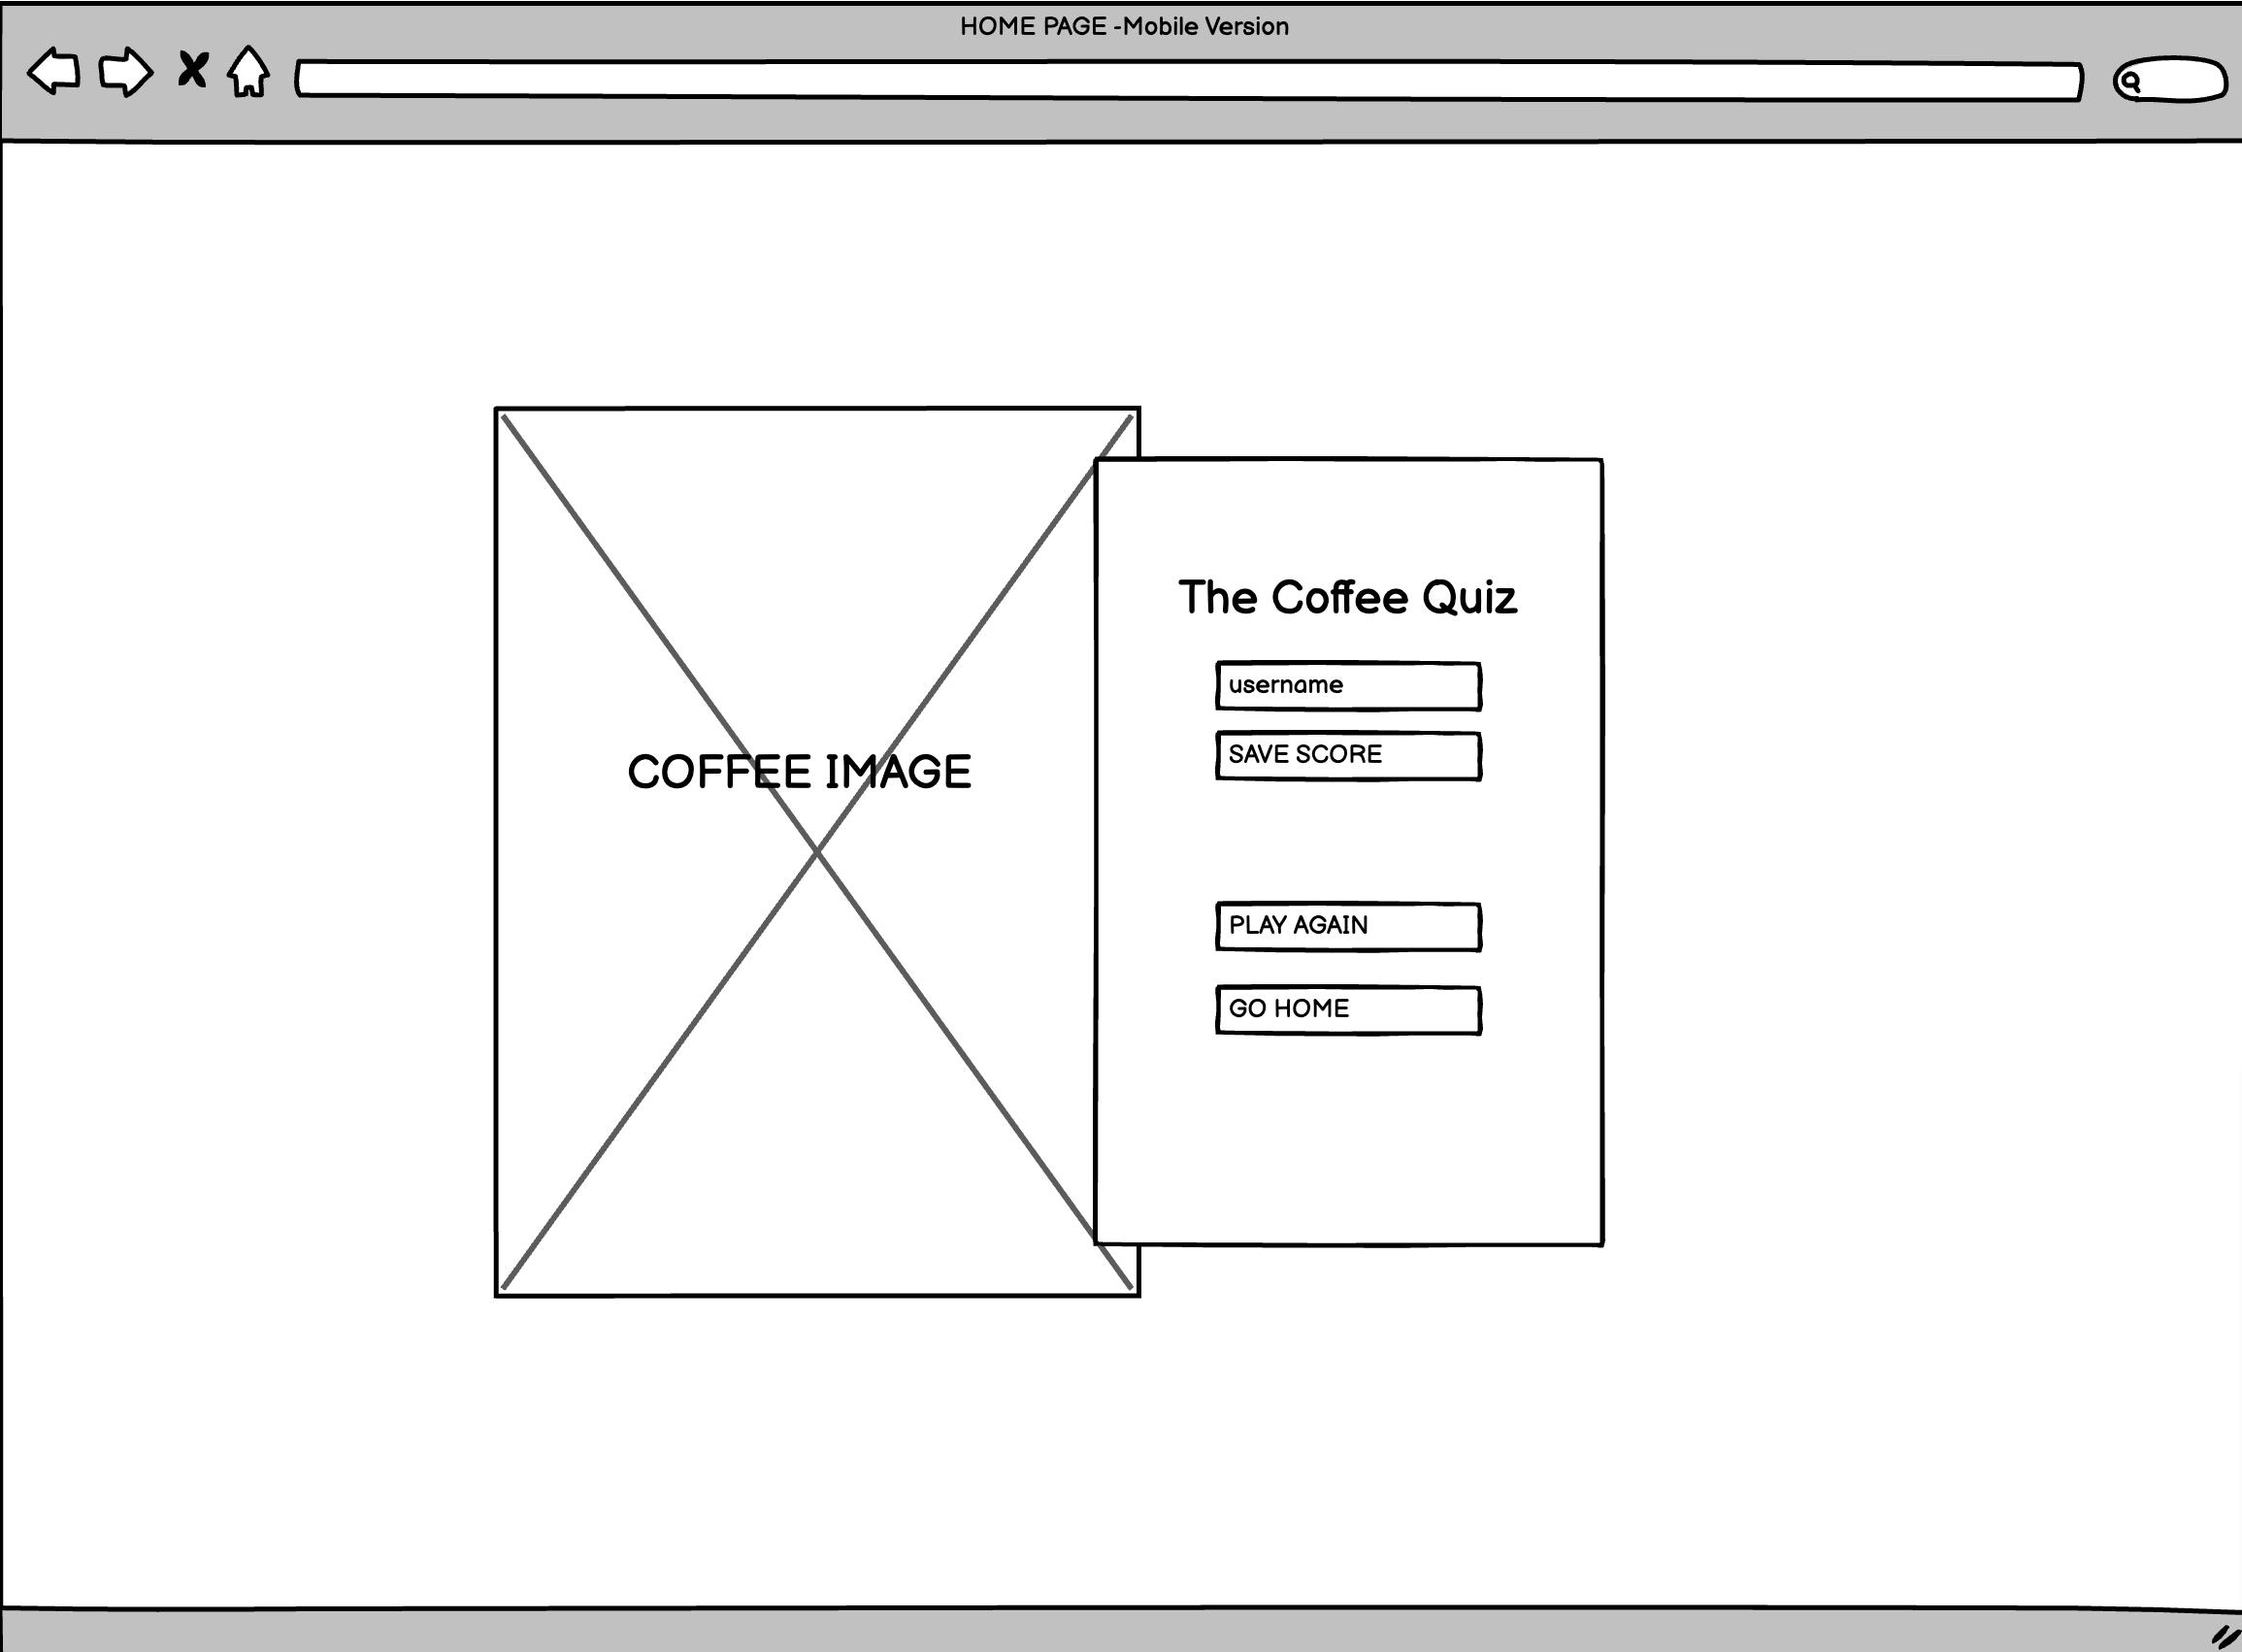 HOME PAGE -Mobile Version
The Coffee Quiz
username
SAVE SCORE
COFFEE IMAGE
PLAY AGAIN
GO HOME